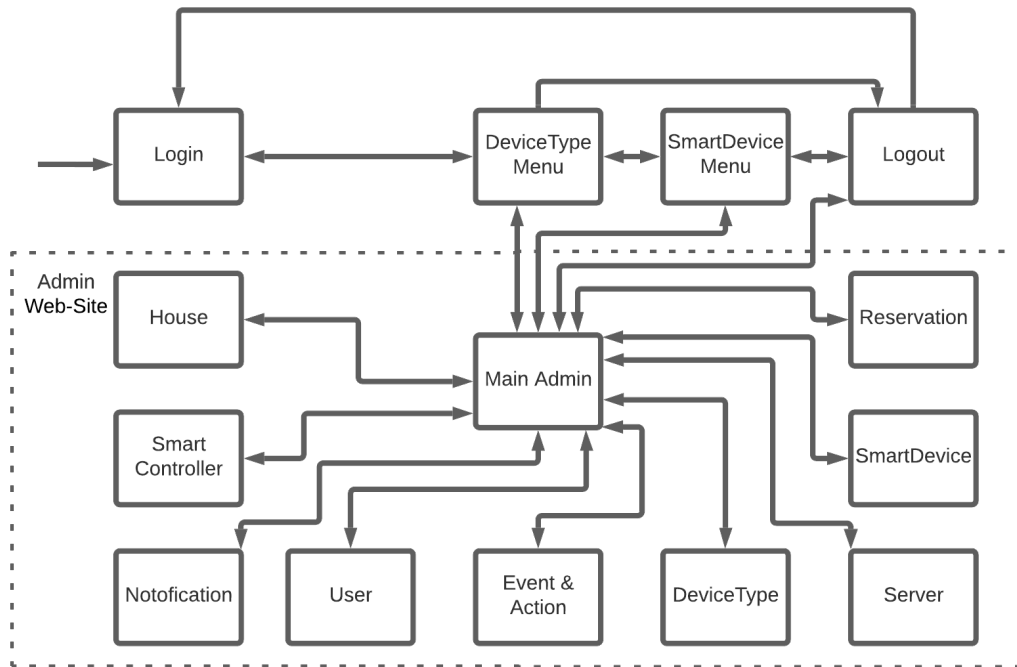 Login
DeviceType
Menu
SmartDevice
Menu
Logout
Admin
Web-Site
House
Reservation
Main Admin
Smart
Controller
SmartDevice
Notofication
User
Event &
Action
DeviceType
Server